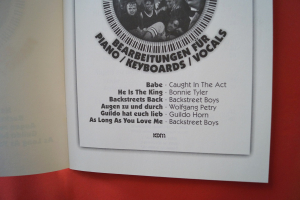 BEARBEITUNGEN FÜR
PIANO / KEYBOARDS / VOCALS
Babe - Caught In The Act
He Is The King - Bonnie Tyler
Backstreets Back - Backstreet Boys
Augen zu und durch - Wolfgang Petry
Guildo hat euch lieb - Guildo Horn
As Long As You Love Me - Backstreet Boys
KDM